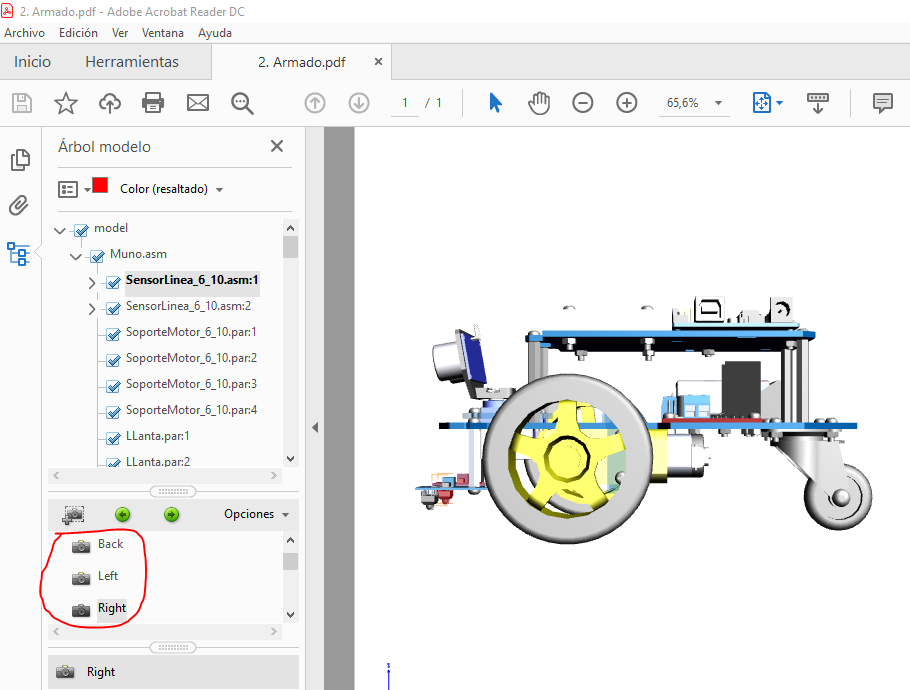 2. Armado.pdf - Adobe Acrobat Reader DC
Archivo Edición Ver Ventana Ayuda
Inicio Herramientas 2. Armado.pdf ×
1 / 1 65,6%
Árbol modelo
Color (resaltado)
model
Muno.asm
SensorLinea_6_10.asm:1
SensorLinea_6_10.asm:2
SoporteMotor_6_10.par:1
SoporteMotor_6_10.par:2
SoporteMotor_6_10.par:3
SoporteMotor_6_10.par:4
LLanta.par:1
LLanta.par:2
Opciones
Back
Left
Right
Right